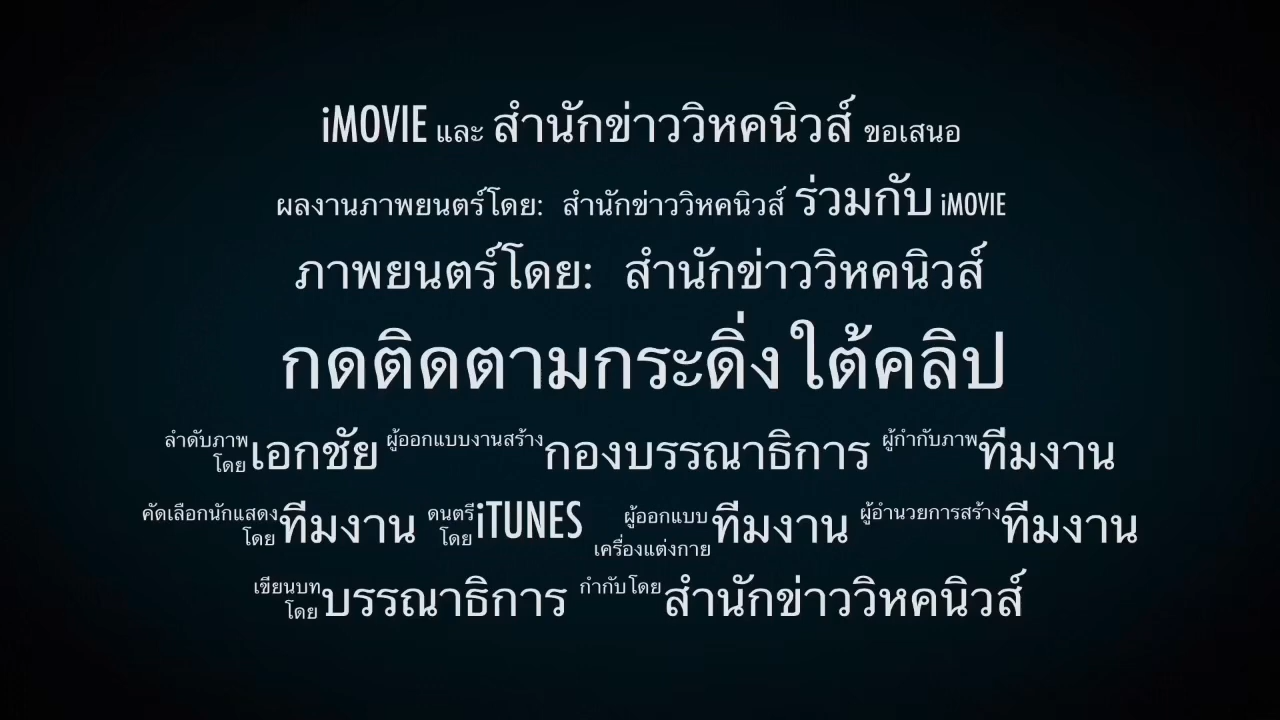 iMOVIE และ สำนักข่าววิหคนิวส์ ขอเสนอ
ผลงานภาพยนตร์โดย: สำนักข่าววิหคนิวส์ ร่วมกับ iMOVIE
ภาพยนตร์โดย: สำนักข่าววิหคนิวส์
กดติดตามกระดิ่ง ใต้คลิป
ลำดับภาพโดย เอกชัย ผู้ออกแบบงานสร้าง กองบรรณาธิการ ผู้กำกับภาพ ทีมงาน
คัดเลือกนักแสดงโดย ทีมงาน ดนตรีโดย iTUNES ผู้ออกแบบเครื่องแต่งกาย ทีมงาน ผู้อำนวยการสร้าง ทีมงาน
เขียนบทโดย บรรณาธิการ กำกับโดย สำนักข่าววิหคนิวส์